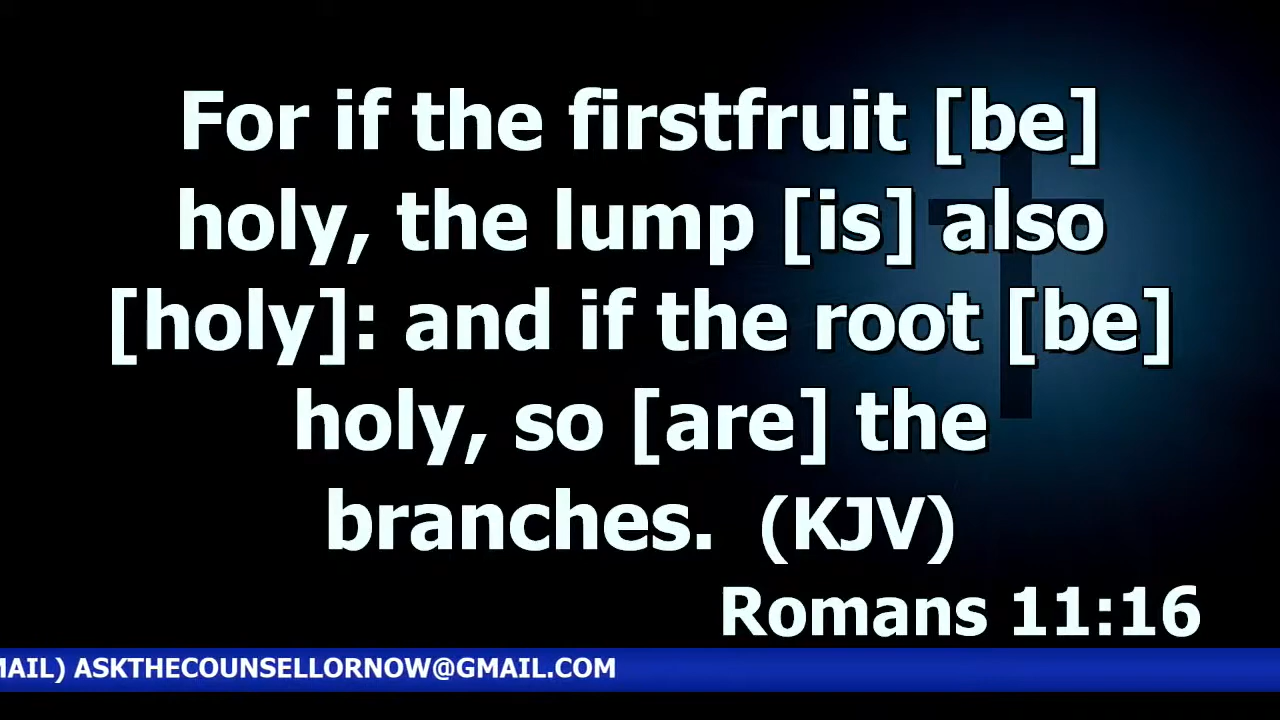 For if the firstfruit [be]
holy, the lump [is] also
[holy]: and if the root [be]
holy, so [are] the
branches. (KJV)
Romans 11:16
MAIL) ASKTHECOUNSELLORNOW@GMAIL.COM